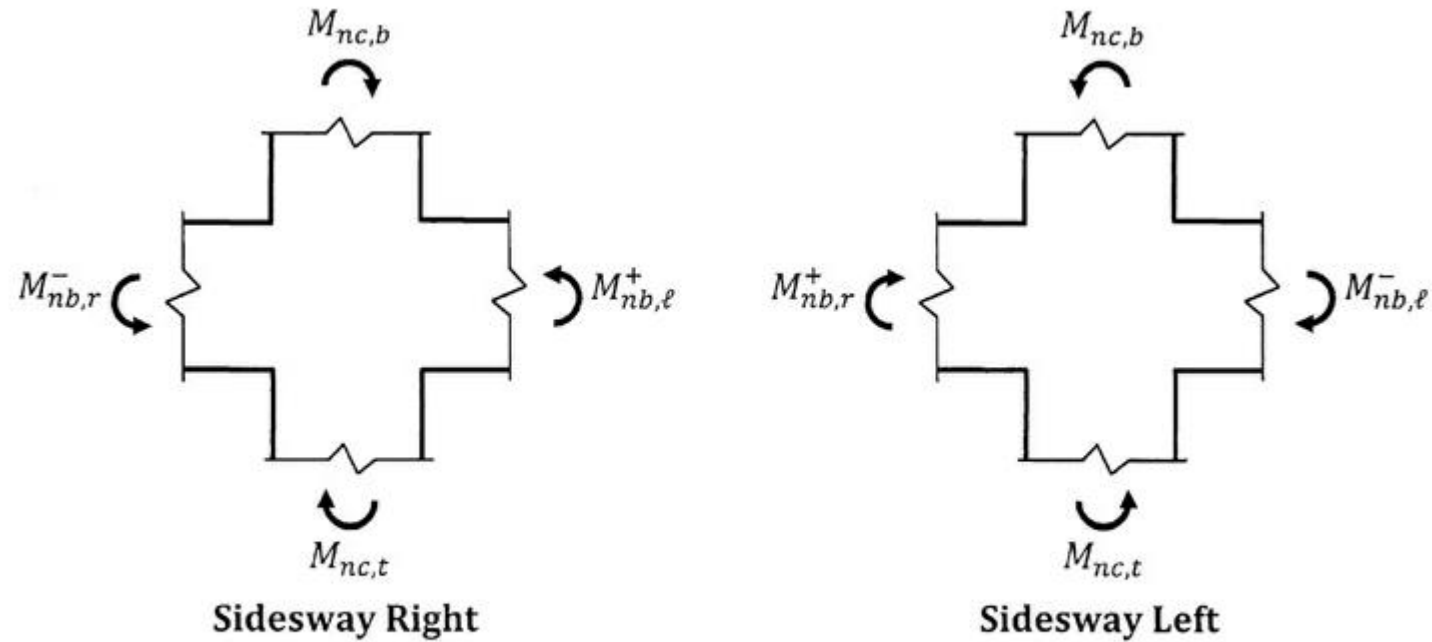 M_{nc,b}
M^-_{nb,r}
M^+_{nb,ℓ}
M_{nc,t}
Sidesway Right
M_{nc,b}
M^+_{nb,r}
M^-_{nb,ℓ}
M_{nc,t}
Sidesway Left